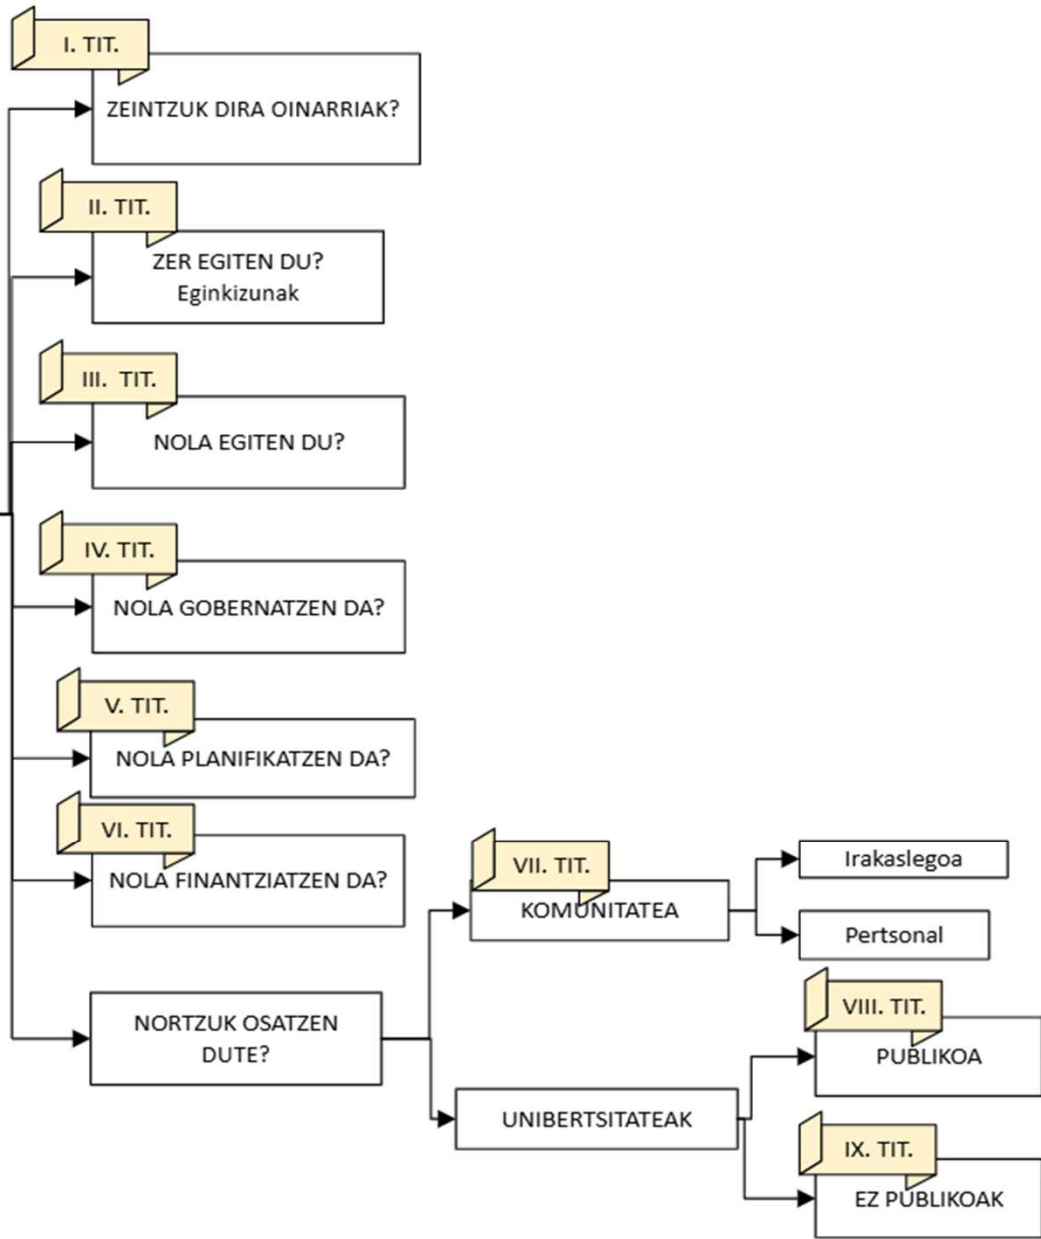 I. TIT.
ZEINTZUK DIRA OINARRIAK?
II. TIT.
ZER EGITEN DU?
Eginkizunak
III. TIT.
NOLA EGITEN DU?
IV. TIT.
NOLA GOBERNATZEN DA?
V. TIT.
NOLA PLANIFIKATZEN DA?
VI. TIT.
NOLA FINANTZIATZEN DA?
NORTZUK OSATZEN
DUTE?
VII. TIT.
KOMUNITATEA
Irakaslegoa
Pertsonal
UNIBERTSITATEAK
VIII. TIT.
PUBLIKOA
IX. TIT.
EZ PUBLIKOAK